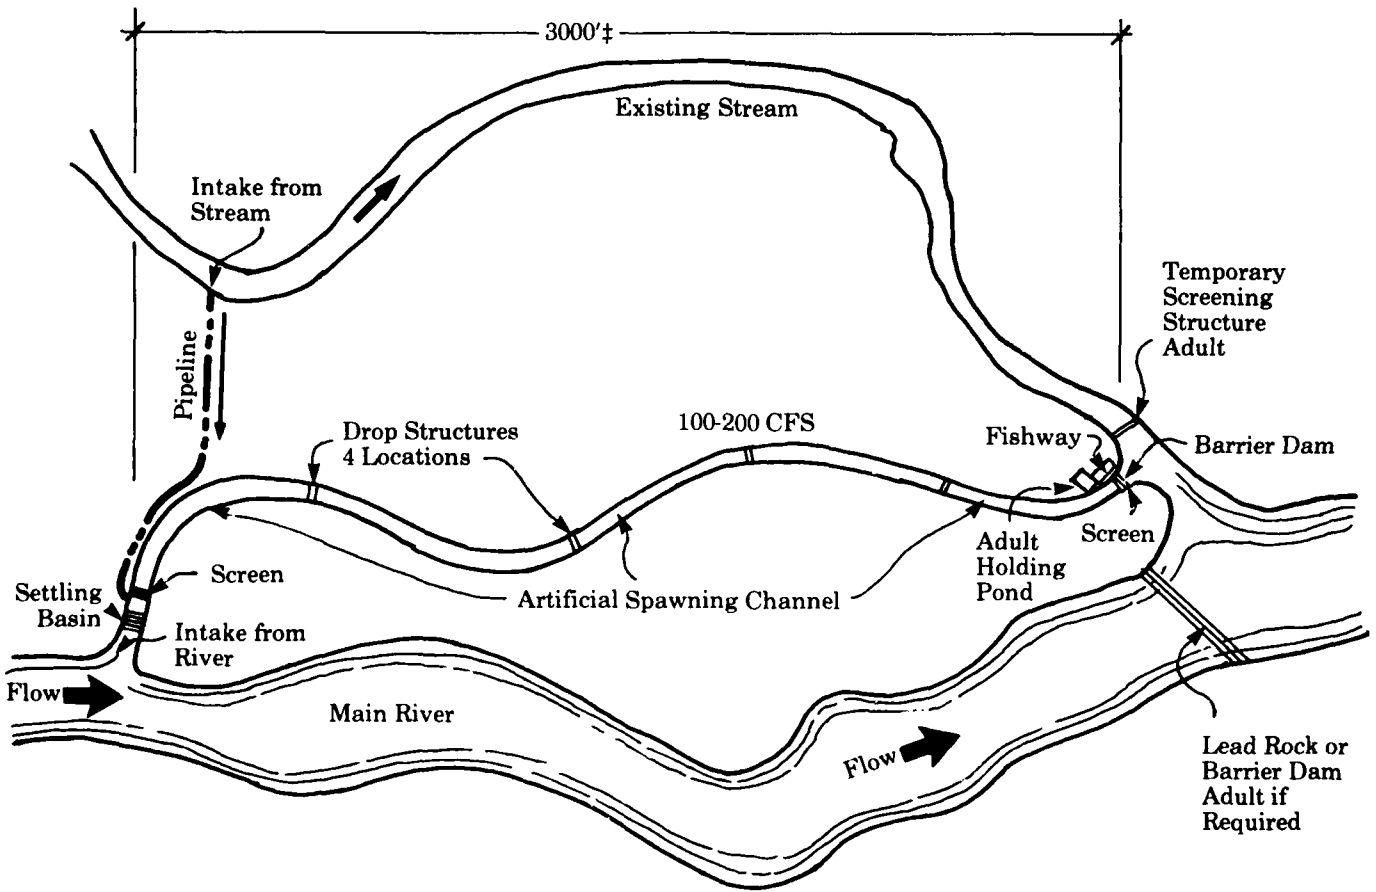 3000'‡
Existing Stream
Intake from
Stream
Temporary
Screening
Structure
Adult
Pipeline
100-200 CFS
Drop Structures
4 Locations
Fishway
Barrier Dam
Screen
Adult
Holding
Pond
Screen
Settling
Basin
Artificial Spawning Channel
Intake from
River
Flow
Main River
Flow
Lead Rock or
Barrier Dam
Adult if
Required